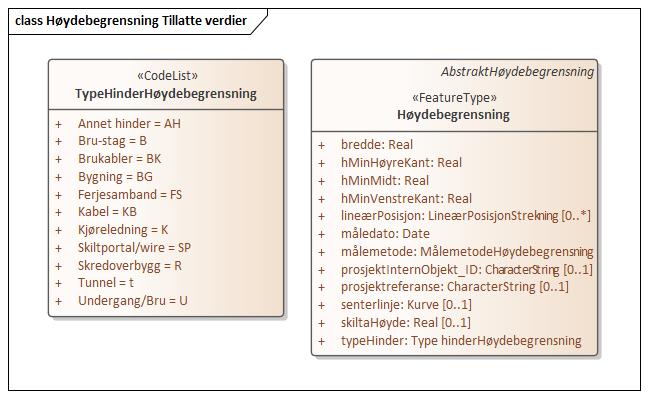 class Høydebegrensning Tillatte verdier
«CodeList»
TypeHinderHøydebegrensning
+ Annet hinder = AH
+ Bru-stag = B
+ Brukabler = BK
+ Bygning = BG
+ Ferjesamband = FS
+ Kabel = KB
+ Kjøreledning = K
+ Skiltportal/wire = SP
+ Skredoverbygg = R
+ Tunnel = t
+ Undergang/Bru = U
AbstraktHøydebegrensning
«FeatureType»
Høydebegrensning
+ bredde: Real
+ hMinHøyreKant: Real
+ hMinMidt: Real
+ hMinVenstreKant: Real
+ lineærPosisjon: LineærPosisjonStrekning [0..*]
+ måledato: Date
+ målemetode: MålemetodeHøydebegrensning
+ prosjektInternObjekt_ID: CharacterString [0..1]
+ prosjektreferanse: CharacterString [0..1]
+ senterlinje: Kurve [0..1]
+ skiltaHøyde: Real [0..1]
+ typeHinder: Type hinderHøydebegrensning